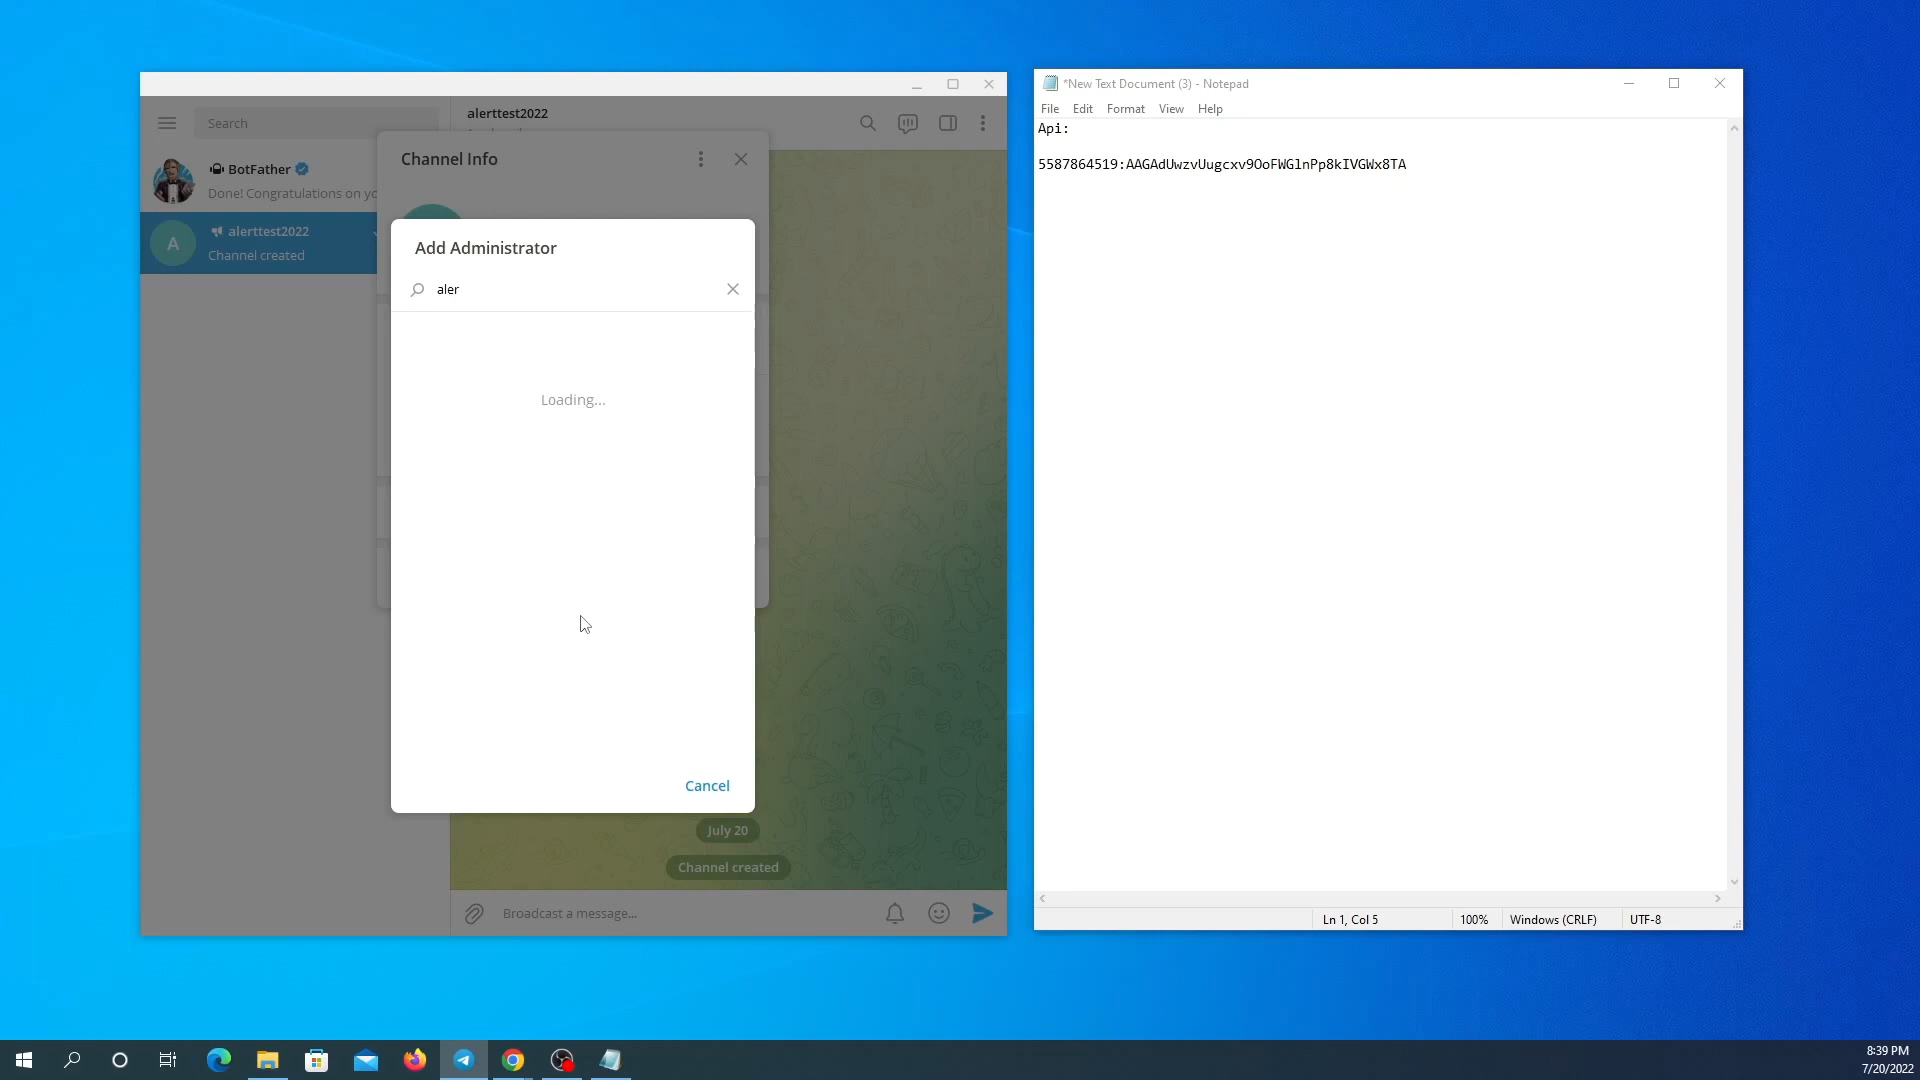 *New Text Document (3) - Notepad
File Edit Format View Help
Api:
5587864519:AAGAdUwzvUugcxv9OoFWGlnPp8kIVGWx8TA
Ln 1, Col 5
100%
Windows (CRLF)
UTF-8
Search
BotFather
Done! Congratulations on yo
alerttest2022
Channel created
alerttest2022
Channel Info
Add Administrator
aler
Loading...
Cancel
July 20
Channel created
Broadcast a message...
A
8:39 PM
7/20/2022